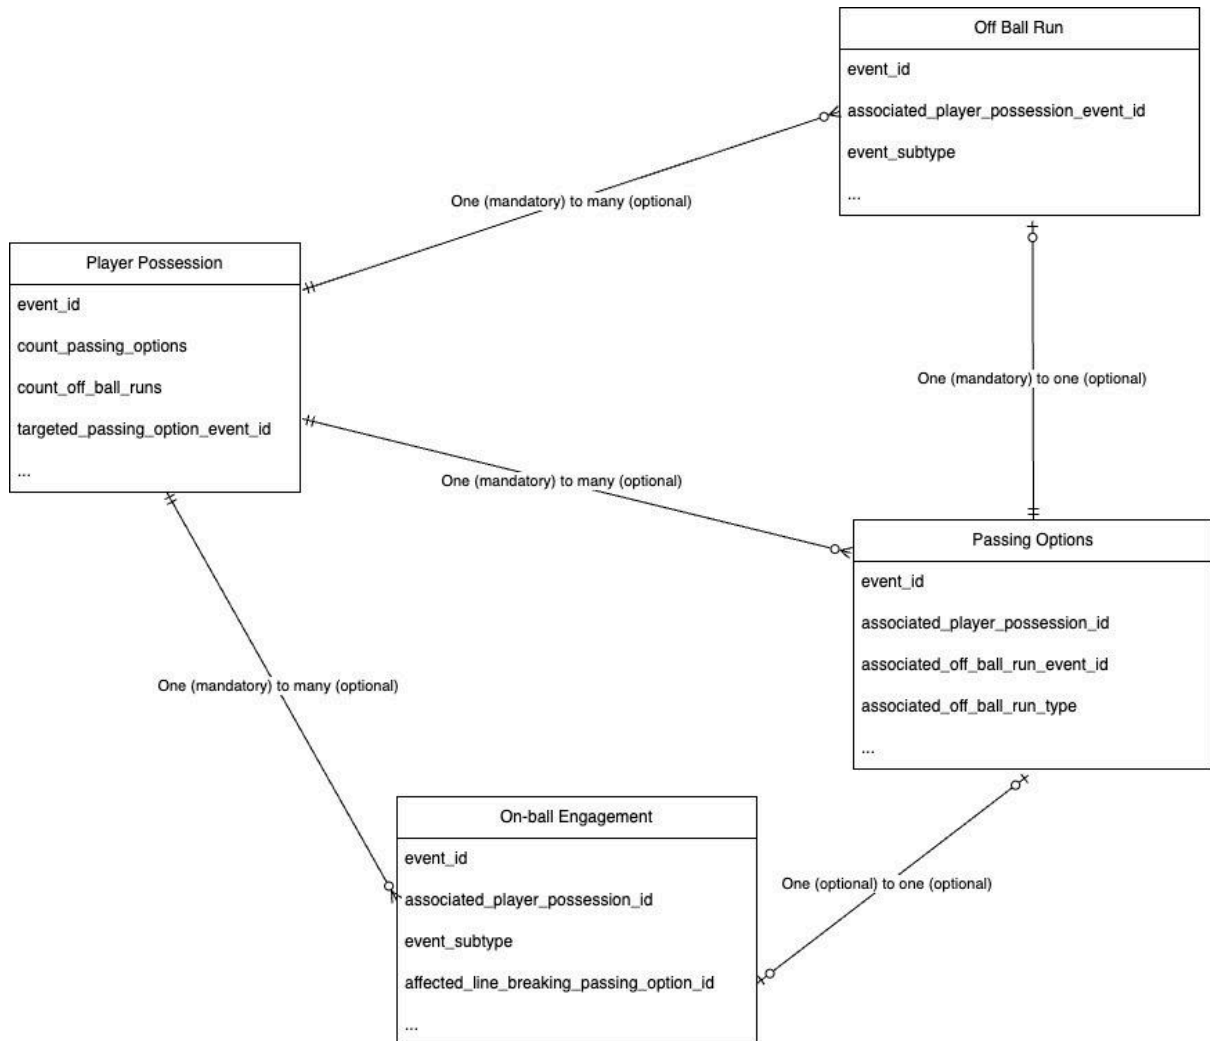 Off Ball Run
event_id
associated_player_possession_event_id
event_subtype
...
One (mandatory) to many (optional)
Player Possession
event_id
count_passing_options
count_off_ball_runs
targeted_passing_option_event_id
...
One (mandatory) to one (optional)
One (mandatory) to many (optional)
Passing Options
event_id
associated_player_possession_id
associated_off_ball_run_event_id
associated_off_ball_run_type
...
One (mandatory) to many (optional)
On-ball Engagement
event_id
associated_player_possession_id
event_subtype
affected_line_breaking_passing_option_id
...
One (optional) to one (optional)